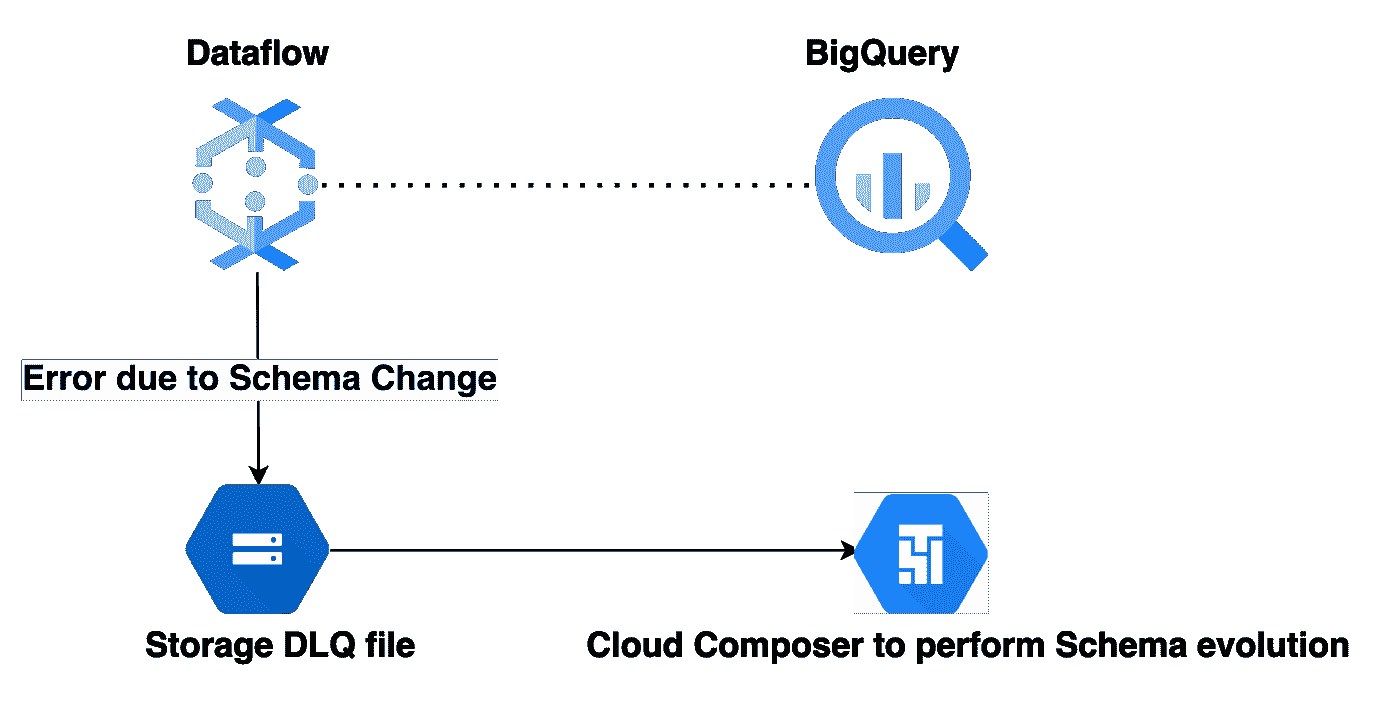 Dataflow
BigQuery
Error due to Schema Change
Storage DLQ file
Cloud Composer to perform Schema evolution